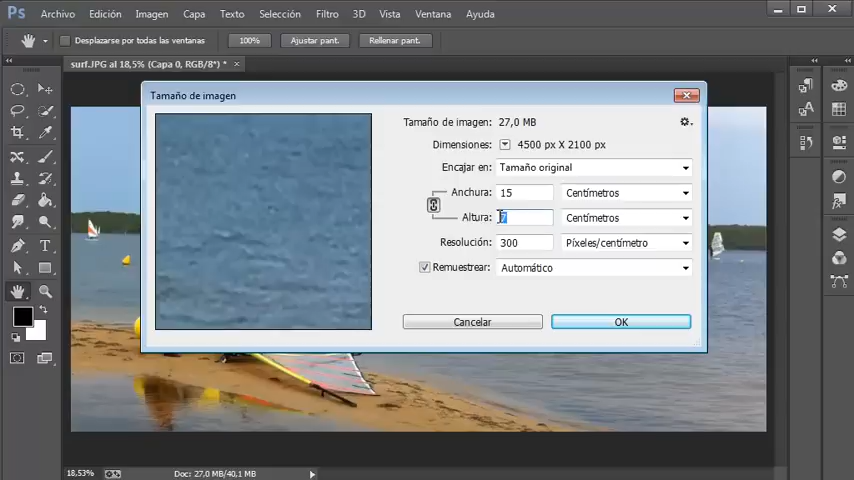 Ps Archivo Edición Imagen Capa Texto Selección Filtro 3D Vista Ventana Ayuda
Desplazarse por todas las ventanas 100% Ajustar pant. Rellenar pant.
surf.JPG al 18,5% (Capa 0, RGB/8*) * ×
Tamaño de imagen
Tamaño de imagen: 27,0 MB
Dimensiones: 4500 px X 2100 px
Encajar en: Tamaño original
Anchura: 15 Centímetros
Altura: 7 Centímetros
Resolución: 300 Píxeles/centímetro
Remuestrear: Automático
Cancelar OK
18,53% Doc: 27,0 MB/40,1 MB